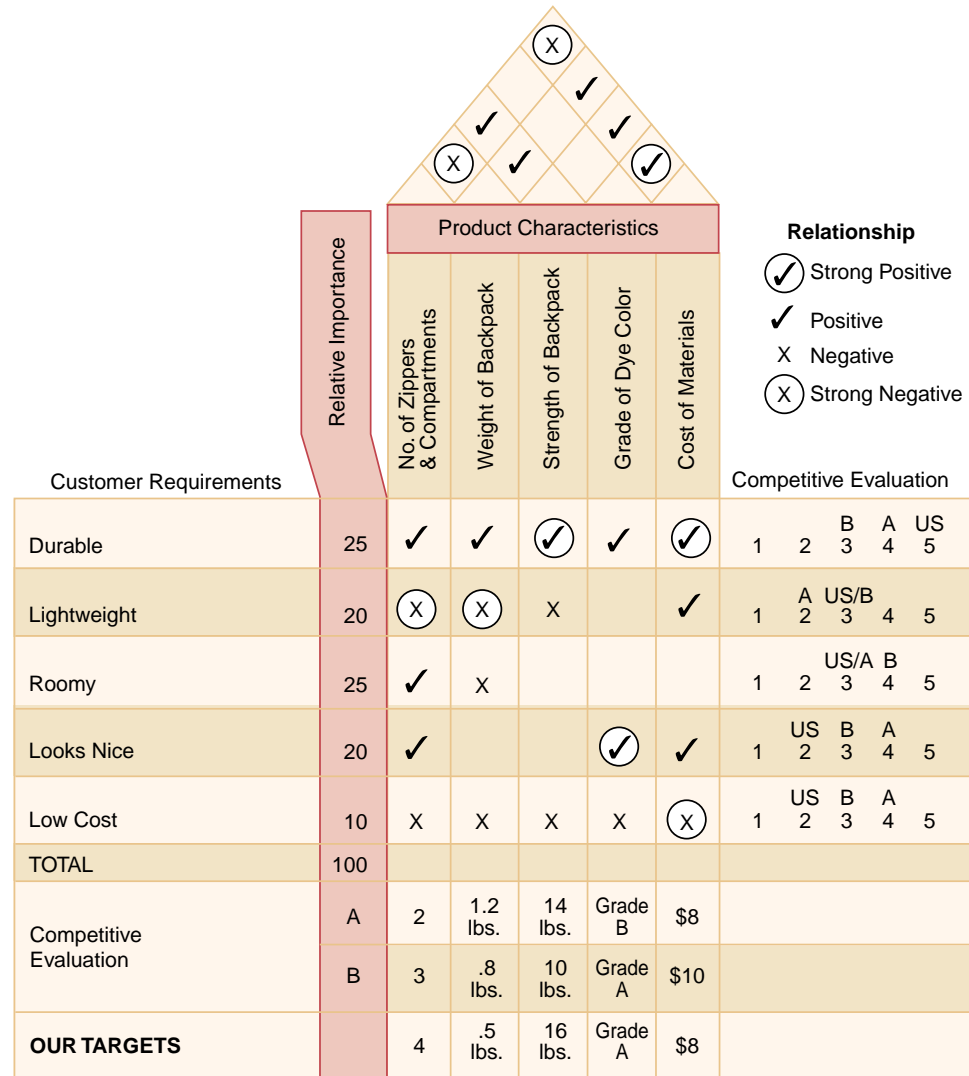 X
✓
✓
✓
X
✓
✓
Product Characteristics
Relative Importance
No. of Zippers
& Compartments
Weight of Backpack
Strength of Backpack
Grade of Dye Color
Cost of Materials
Relationship
✓ Strong Positive
✓ Positive
X Negative
X Strong Negative
Customer Requirements
Competitive Evaluation
B A US
Durable 25 ✓ ✓ ✓ ✓ ✓ 1 2 3 4 5
A US/B
Lightweight 20 X X X ✓ 1 2 3 4 5
US/A B
Roomy 25 ✓ X 1 2 3 4 5
US B A
Looks Nice 20 ✓ ✓ ✓ 1 2 3 4 5
US B A
Low Cost 10 X X X X X 1 2 3 4 5
TOTAL 100
Competitive
Evaluation
A 2 1.2 lbs. 14 lbs. Grade B $8
B 3 .8 lbs. 10 lbs. Grade A $10
OUR TARGETS 4 .5 lbs. 16 lbs. Grade A $8